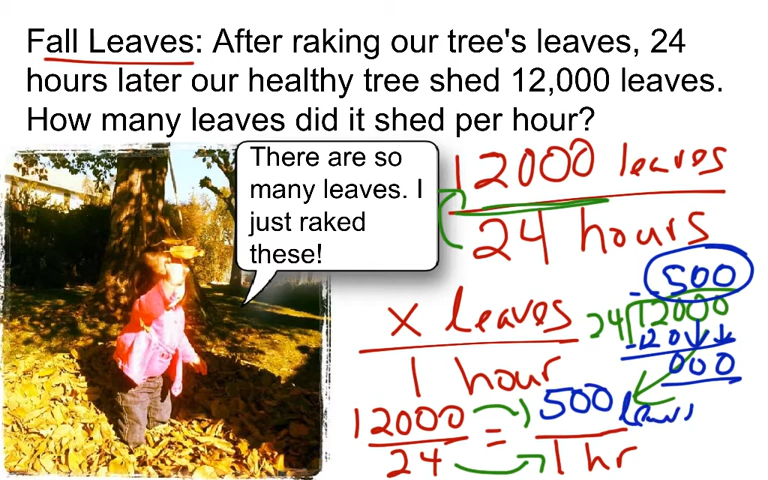 Fall Leaves: After raking our tree's leaves, 24
hours later our healthy tree shed 12,000 leaves.
How many leaves did it shed per hour?
There are so
many leaves. I
just raked
these!
12000 leaves
24 hours
x leaves
1 hour
500
24 12000
-120
000
12000 = 500 leaves
24 1 hr